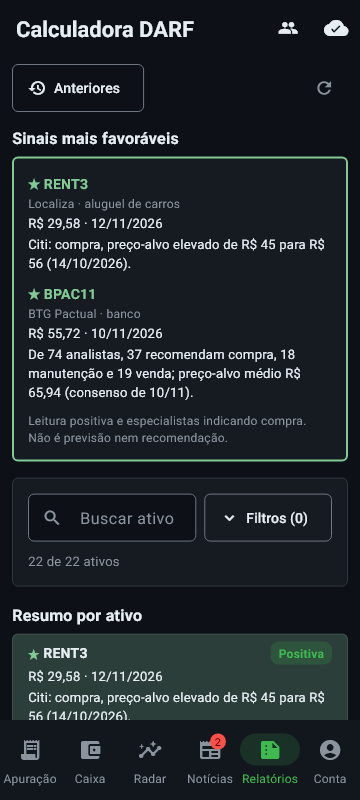 Calculadora DARF
Anteriores
Sinais mais favoráveis
★ RENT3
Localiza · aluguel de carros
R$ 29,58 · 12/11/2026
Citi: compra, preço-alvo elevado de R$ 45 para R$
56 (14/10/2026).
★ BPAC11
BTG Pactual · banco
R$ 55,72 · 10/11/2026
De 74 analistas, 37 recomendam compra, 18
manutenção e 19 venda; preço-alvo médio R$
65,94 (consenso de 10/11).
Leitura positiva e especialistas indicando compra.
Não é previsão nem recomendação.
Buscar ativo
Filtros (0)
22 de 22 ativos
Resumo por ativo
★ RENT3
Positiva
R$ 29,58 · 12/11/2026
Citi: compra, preço-alvo elevado de R$ 45 para R$
56 (14/10/2026).
2
Apuração
Caixa
Radar
Notícias
Relatórios
Conta